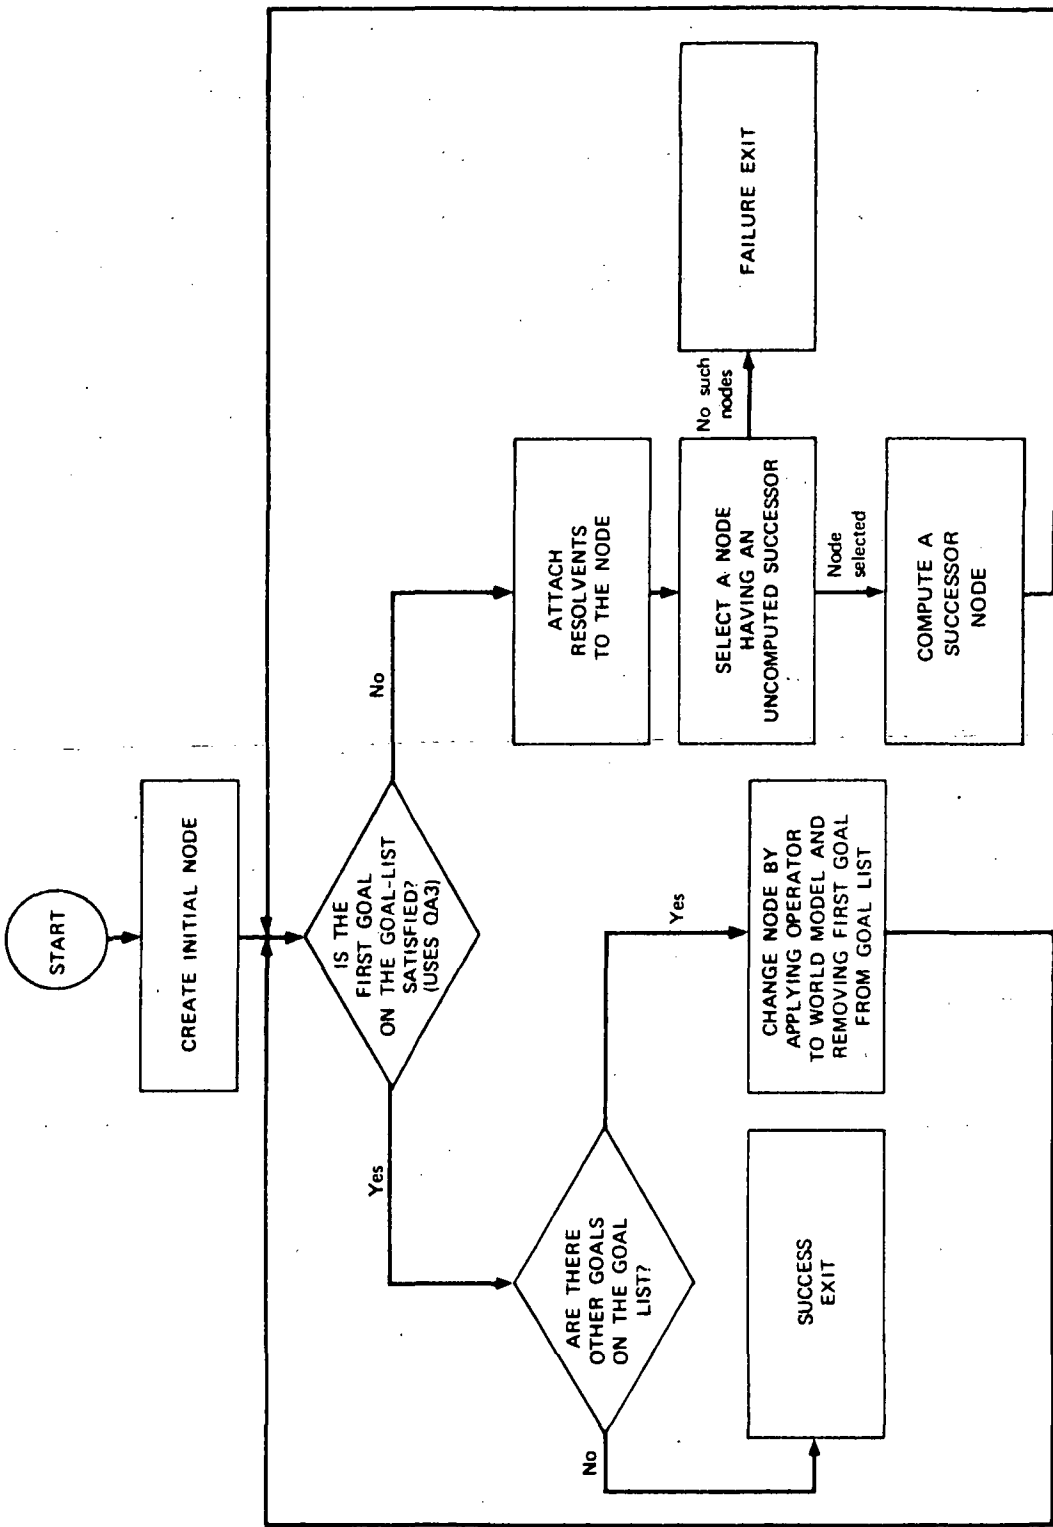 START
CREATE INITIAL NODE
IS THE
FIRST GOAL
ON THE GOAL-LIST
SATISFIED?
(USES QA3)
Yes
No
ARE THERE
OTHER GOALS
ON THE GOAL
LIST?
No
Yes
SUCCESS
EXIT
CHANGE NODE BY
APPLYING OPERATOR
TO WORLD MODEL AND
REMOVING FIRST GOAL
FROM GOAL LIST
ATTACH
RESOLVENTS
TO THE NODE
SELECT A NODE
HAVING AN
UNCOMPUTED SUCCESSOR
No such
nodes
FAILURE EXIT
Node
selected
COMPUTE A
SUCCESSOR
NODE